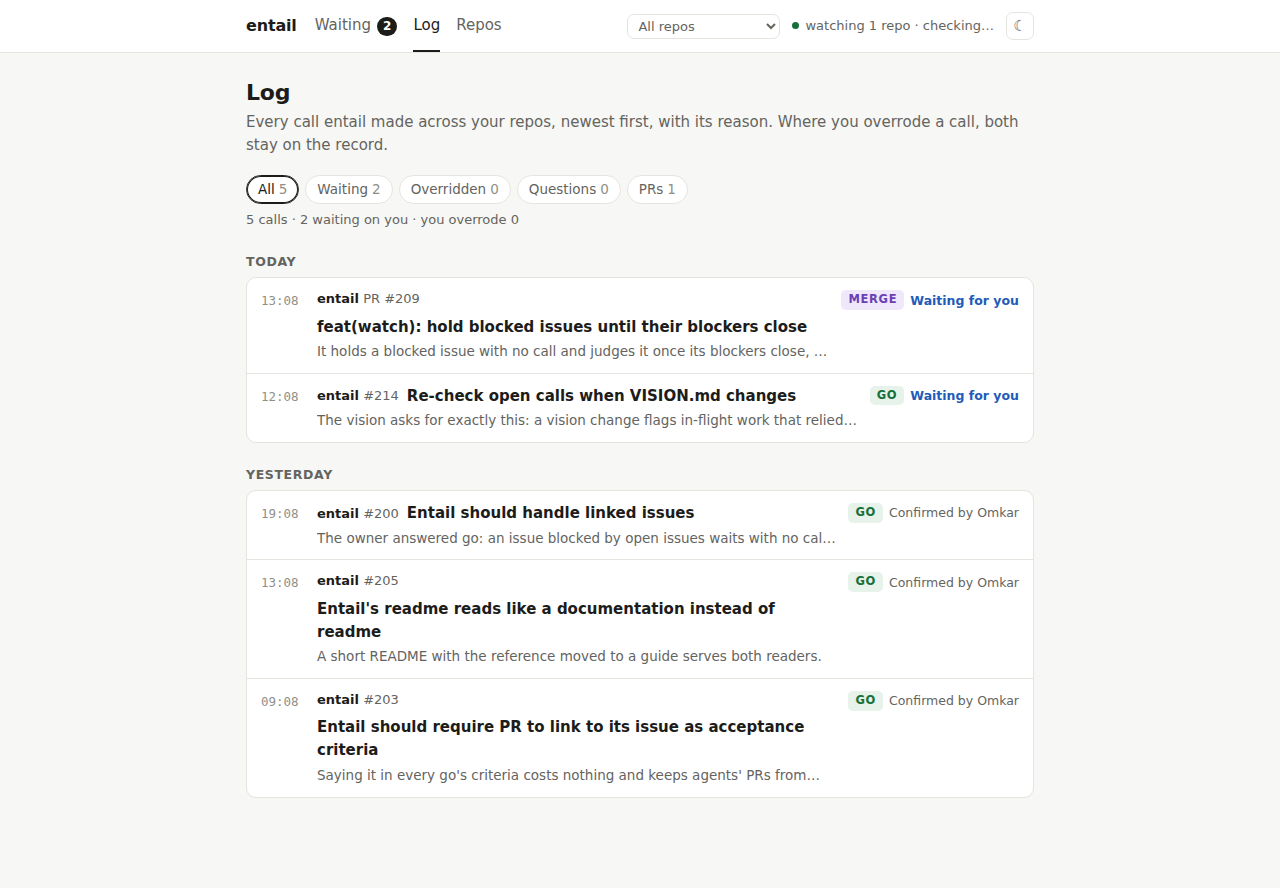 entail Waiting 2 Log Repos All repos watching 1 repo · checking…
Log
Every call entail made across your repos, newest first, with its reason. Where you overrode a call, both
stay on the record.
All 5 Waiting 2 Overridden 0 Questions 0 PRs 1
5 calls · 2 waiting on you · you overrode 0
TODAY
13:08 entail PR #209 MERGE Waiting for you
feat(watch): hold blocked issues until their blockers close
It holds a blocked issue with no call and judges it once its blockers close, …
12:08 entail #214 Re-check open calls when VISION.md changes GO Waiting for you
The vision asks for exactly this: a vision change flags in-flight work that relied…
YESTERDAY
19:08 entail #200 Entail should handle linked issues GO Confirmed by Omkar
The owner answered go: an issue blocked by open issues waits with no cal…
13:08 entail #205 GO Confirmed by Omkar
Entail's readme reads like a documentation instead of
readme
A short README with the reference moved to a guide serves both readers.
09:08 entail #203 GO Confirmed by Omkar
Entail should require PR to link to its issue as acceptance
criteria
Saying it in every go's criteria costs nothing and keeps agents' PRs from…